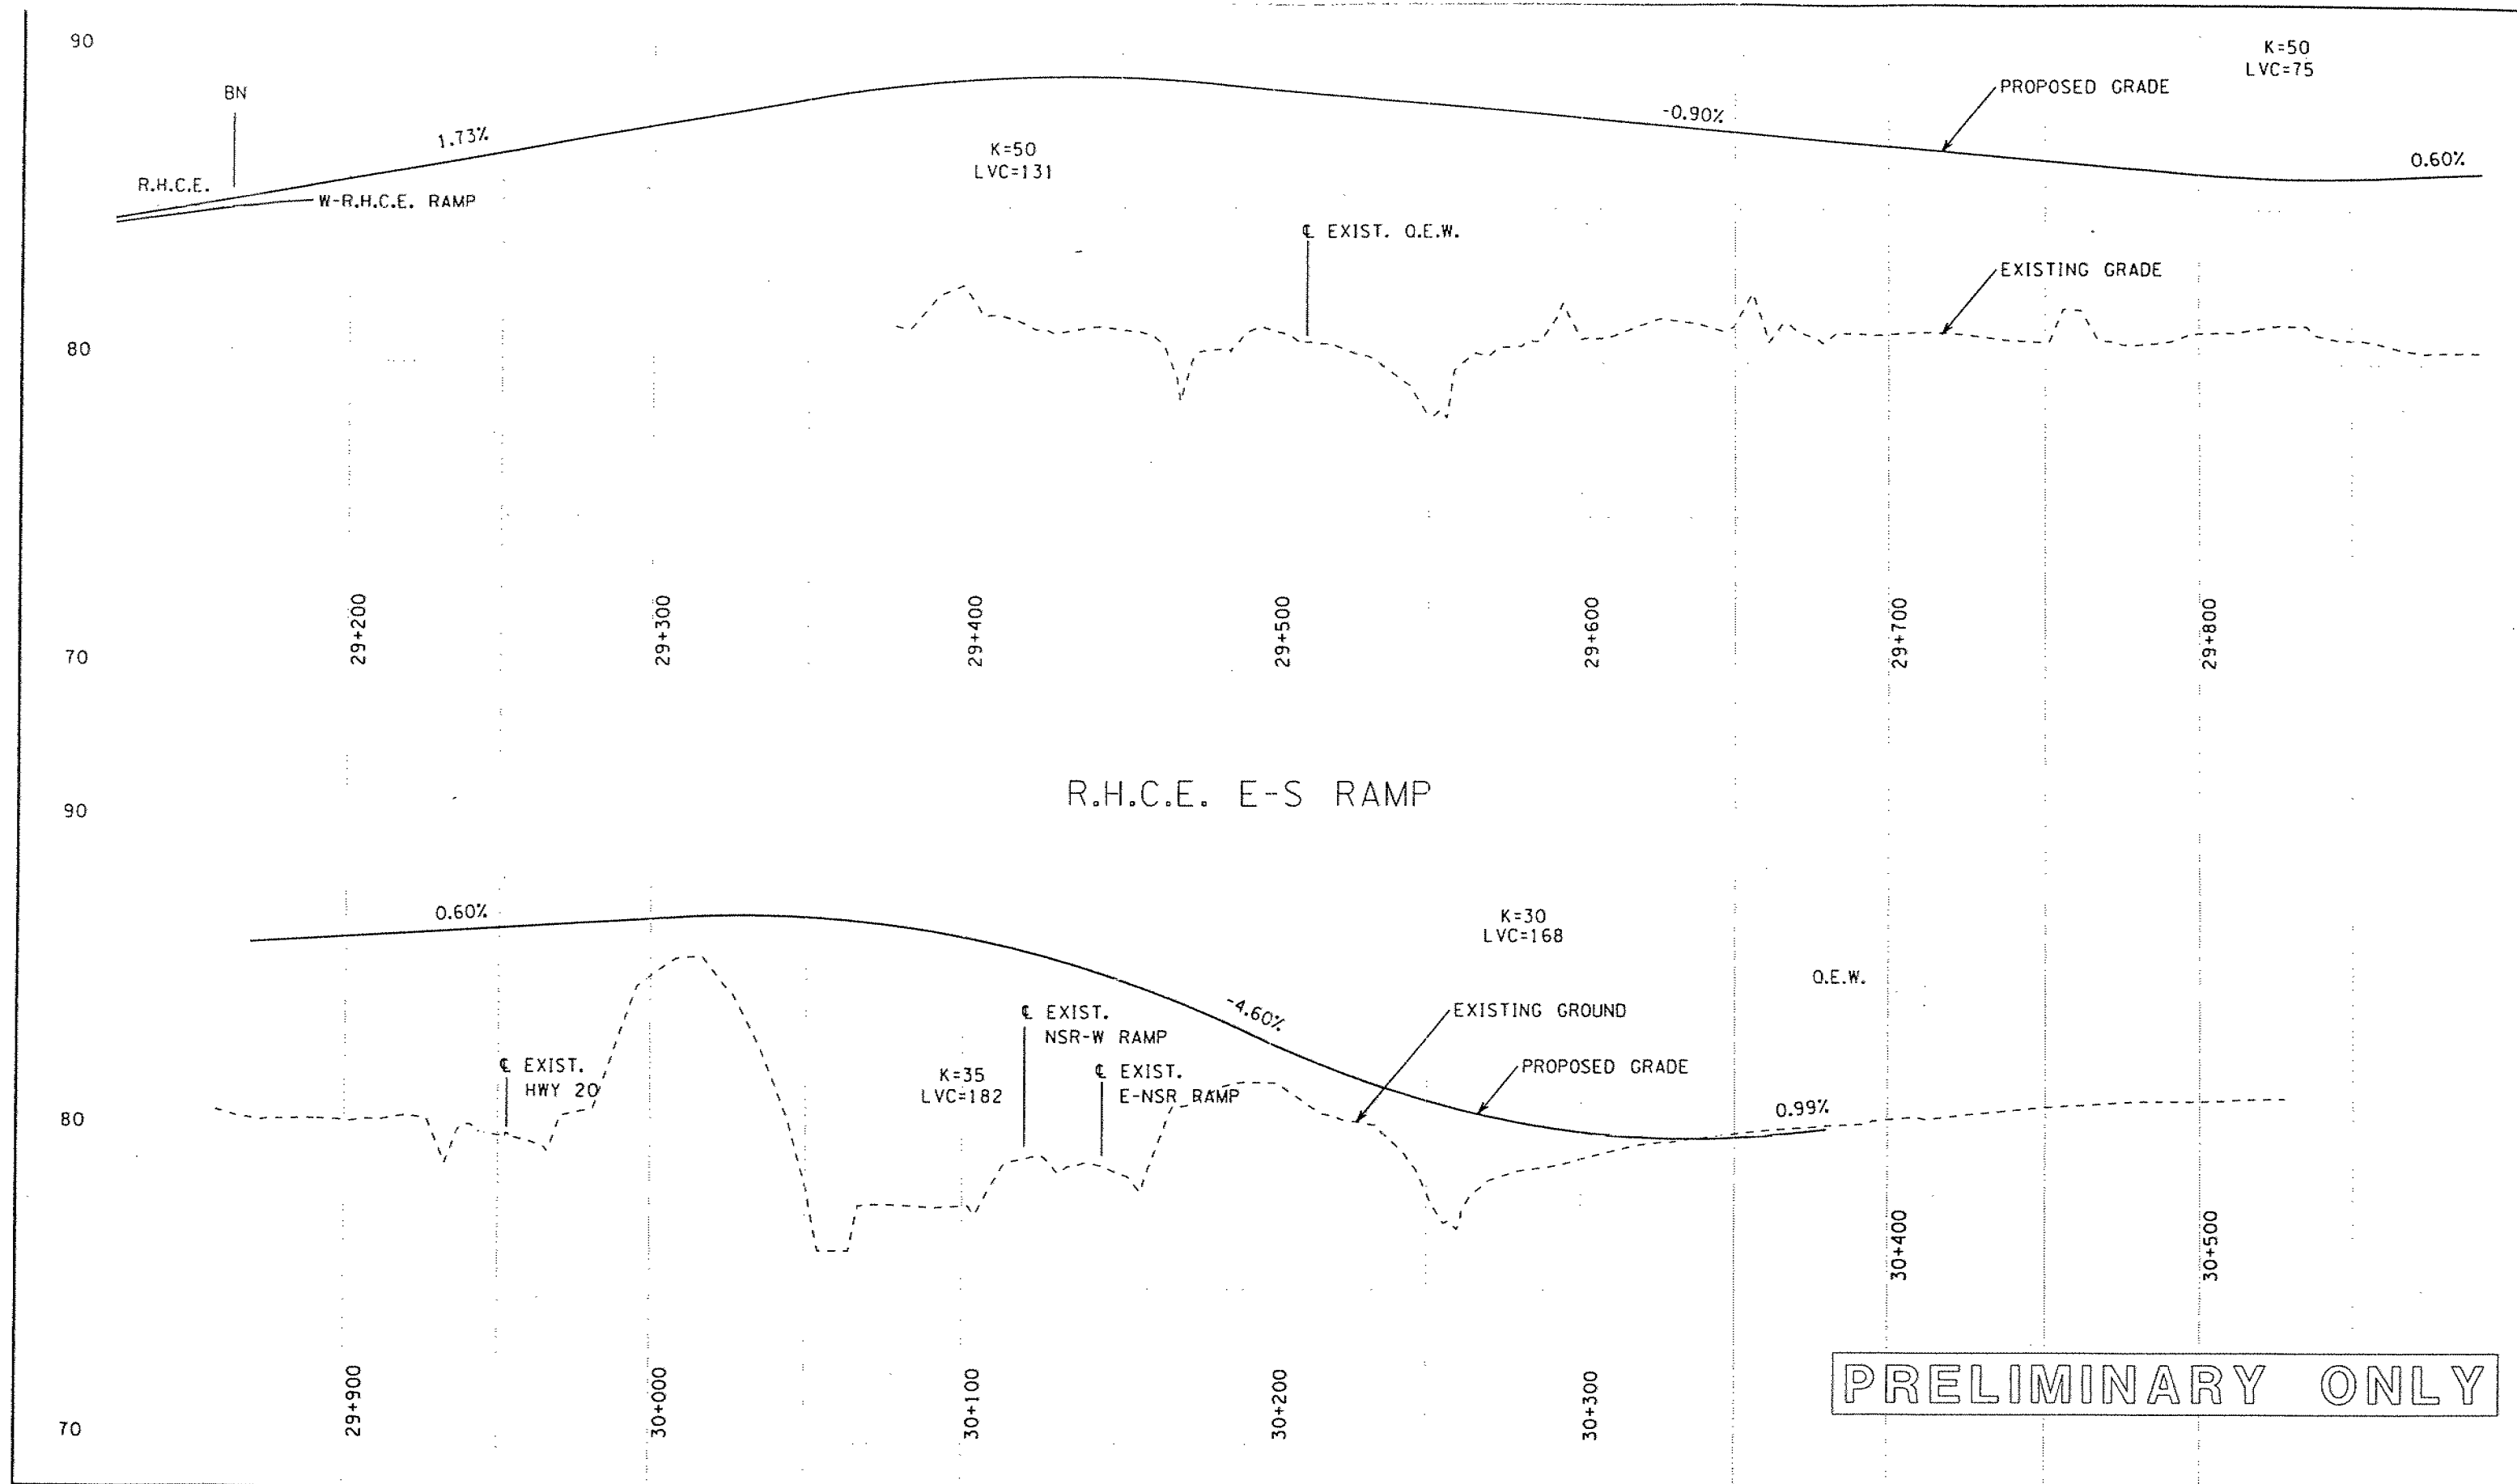 90
K=50
LVC=75
BN
PROPOSED GRADE
1.73%
-0.90%
K=50
LVC=131
0.60%
R.H.C.E.
W-R.H.C.E. RAMP
℄ EXIST. Q.E.W.
EXISTING GRADE
80
29+200
29+300
29+400
29+500
29+600
29+700
29+800
70
R.H.C.E. E-S RAMP
90
0.60%
K=30
LVC=168
Q.E.W.
-4.60%
℄ EXIST.
NSR-W RAMP
EXISTING GROUND
℄ EXIST.
HWY 20
K=35
LVC=182
℄ EXIST.
E-NSR RAMP
PROPOSED GRADE
80
0.99%
30+400
30+500
29+900
30+000
30+100
30+200
30+300
PRELIMINARY ONLY
70